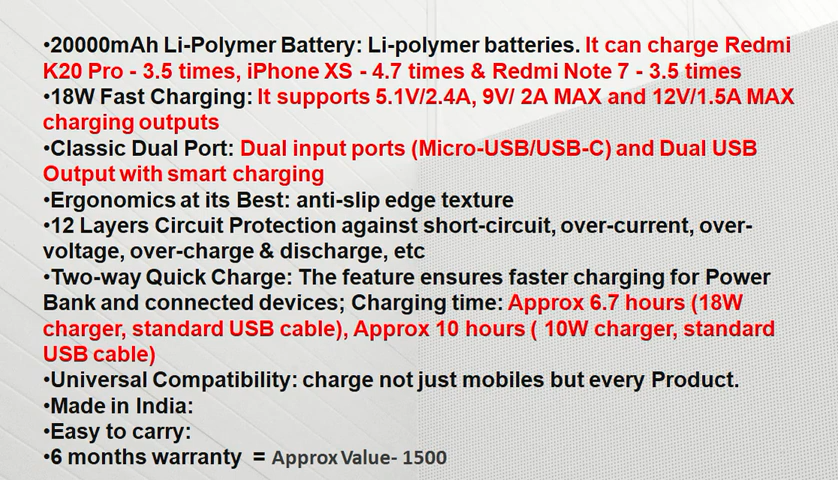 •20000mAh Li-Polymer Battery: Li-polymer batteries. It can charge Redmi
K20 Pro - 3.5 times, iPhone XS - 4.7 times & Redmi Note 7 - 3.5 times
•18W Fast Charging: It supports 5.1V/2.4A, 9V/ 2A MAX and 12V/1.5A MAX
charging outputs
•Classic Dual Port: Dual input ports (Micro-USB/USB-C) and Dual USB
Output with smart charging
•Ergonomics at its Best: anti-slip edge texture
•12 Layers Circuit Protection against short-circuit, over-current, over-
voltage, over-charge & discharge, etc
•Two-way Quick Charge: The feature ensures faster charging for Power
Bank and connected devices; Charging time: Approx 6.7 hours (18W
charger, standard USB cable), Approx 10 hours ( 10W charger, standard
USB cable)
•Universal Compatibility: charge not just mobiles but every Product.
•Made in India:
•Easy to carry:
•6 months warranty = Approx Value- 1500